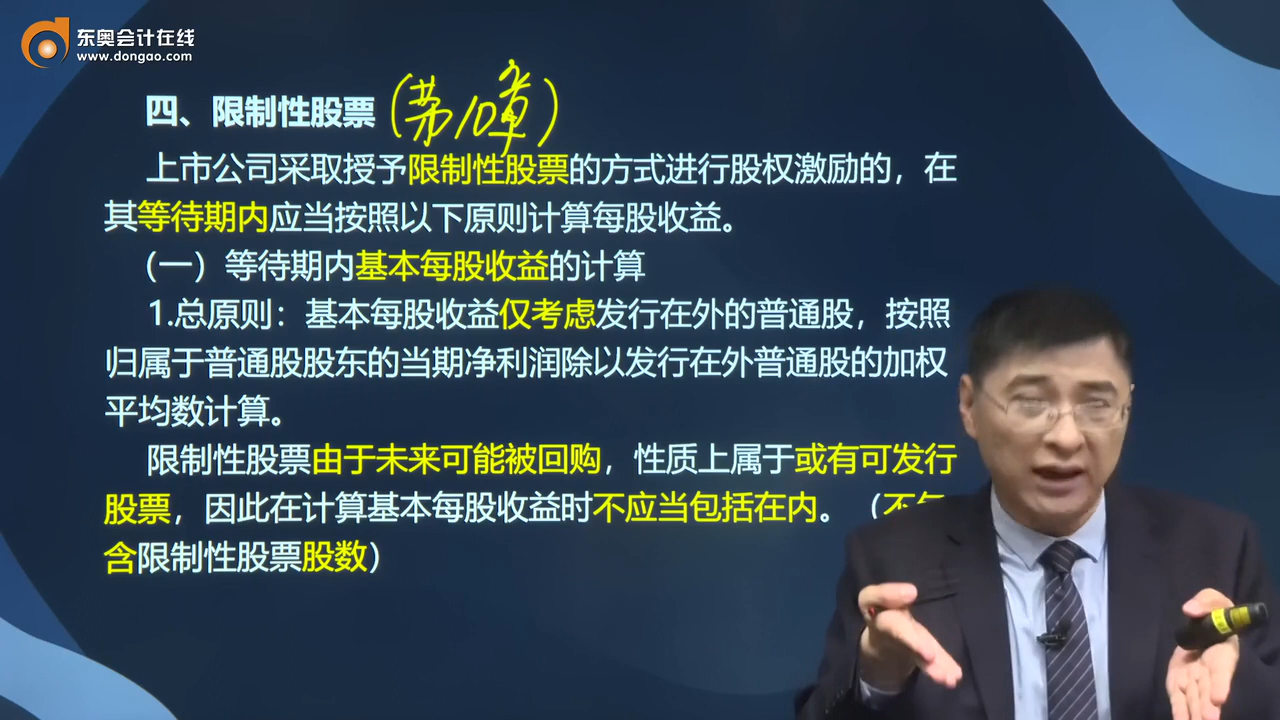 东奥会计在线
www.dongao.com
四、限制性股票 (第10章)
上市公司采取授予限制性股票的方式进行股权激励的，在
其等待期内应当按照以下原则计算每股收益。
（一）等待期内基本每股收益的计算
1.总原则：基本每股收益仅考虑发行在外的普通股，按照
归属于普通股股东的当期净利润除以发行在外普通股的加权
平均数计算。
限制性股票由于未来可能被回购，性质上属于或有可发行
股票，因此在计算基本每股收益时不应当包括在内。（不
含限制性股票股数）